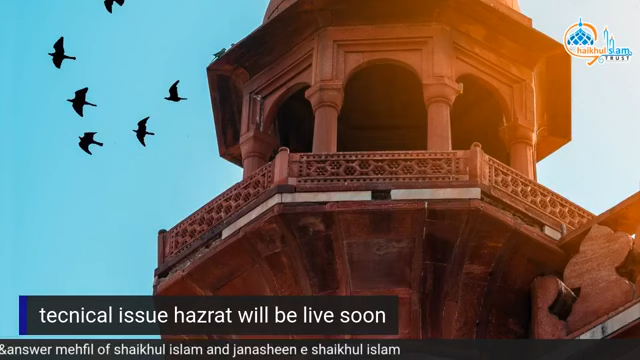 Shaikhul islam
TRUST
tecnical issue hazrat will be live soon
&answer mehfil of shaikhul islam and janasheen e shaikhul islam